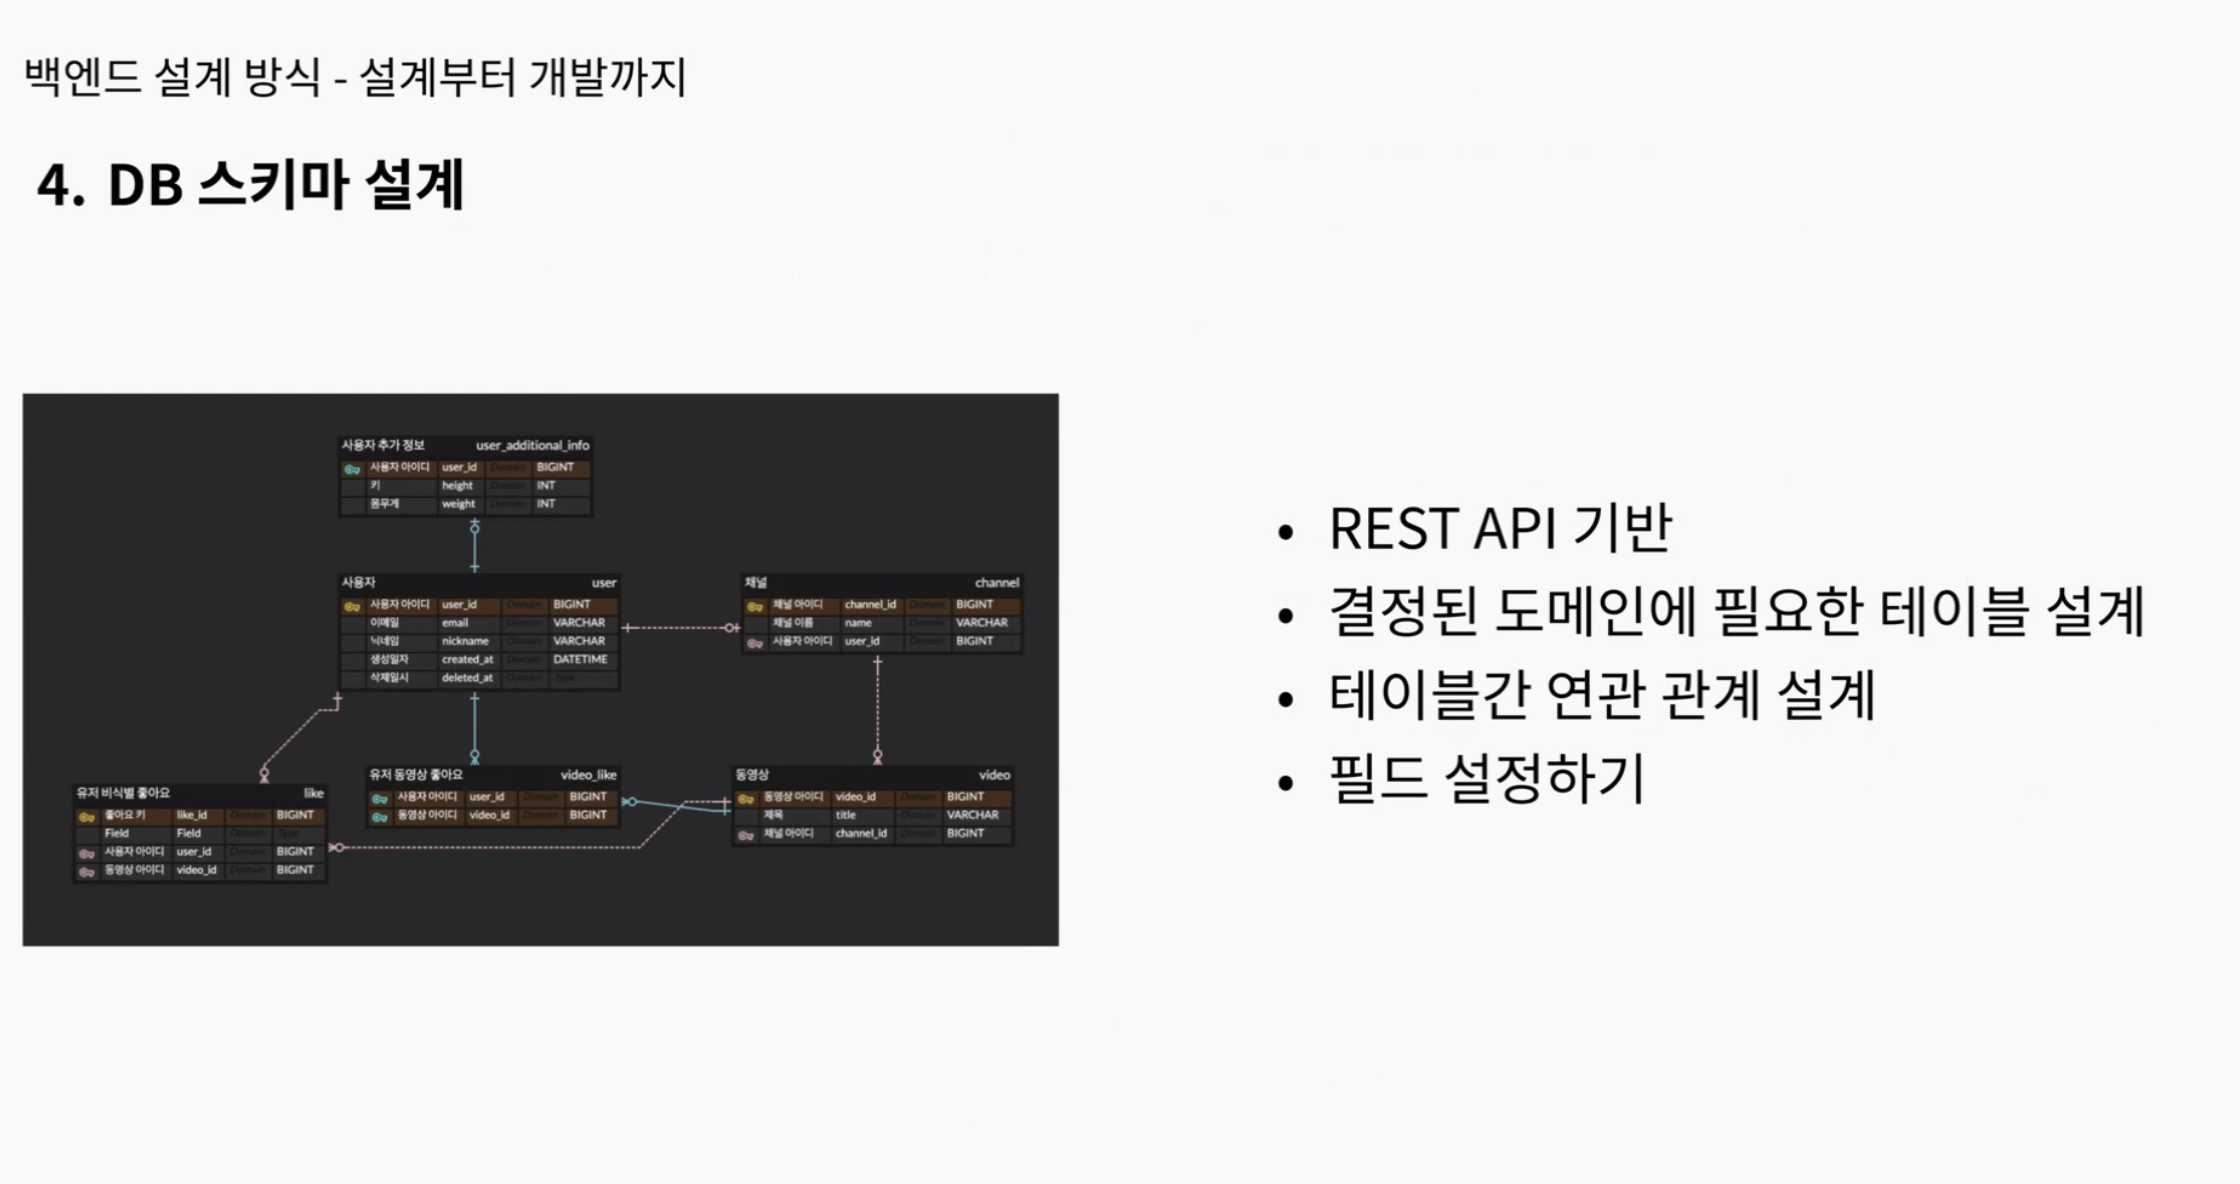 백엔드 설계 방식 - 설계부터 개발까지
4. DB 스키마 설계
사용자 추가 정보 user_additional_info
사용자 아이디 user_id Domain BIGINT
키 height Domain INT
몸무게 weight Domain INT
사용자 user
사용자 아이디 user_id Domain BIGINT
이메일 email Domain VARCHAR
닉네임 nickname Domain VARCHAR
생성일자 created_at Domain DATETIME
삭제일시 deleted_at Domain Type
채널 channel
채널 아이디 channel_id Domain BIGINT
채널 이름 name Domain VARCHAR
사용자 아이디 user_id Domain BIGINT
유저 비식별 좋아요 like
좋아요 키 like_id Domain BIGINT
Field Field Domain Type
사용자 아이디 user_id Domain BIGINT
동영상 아이디 video_id Domain BIGINT
유저 동영상 좋아요 video_like
사용자 아이디 user_id Domain BIGINT
동영상 아이디 video_id Domain BIGINT
동영상 video
동영상 아이디 video_id Domain BIGINT
제목 title Domain VARCHAR
채널 아이디 channel_id Domain BIGINT
• REST API 기반
• 결정된 도메인에 필요한 테이블 설계
• 테이블간 연관 관계 설계
• 필드 설정하기